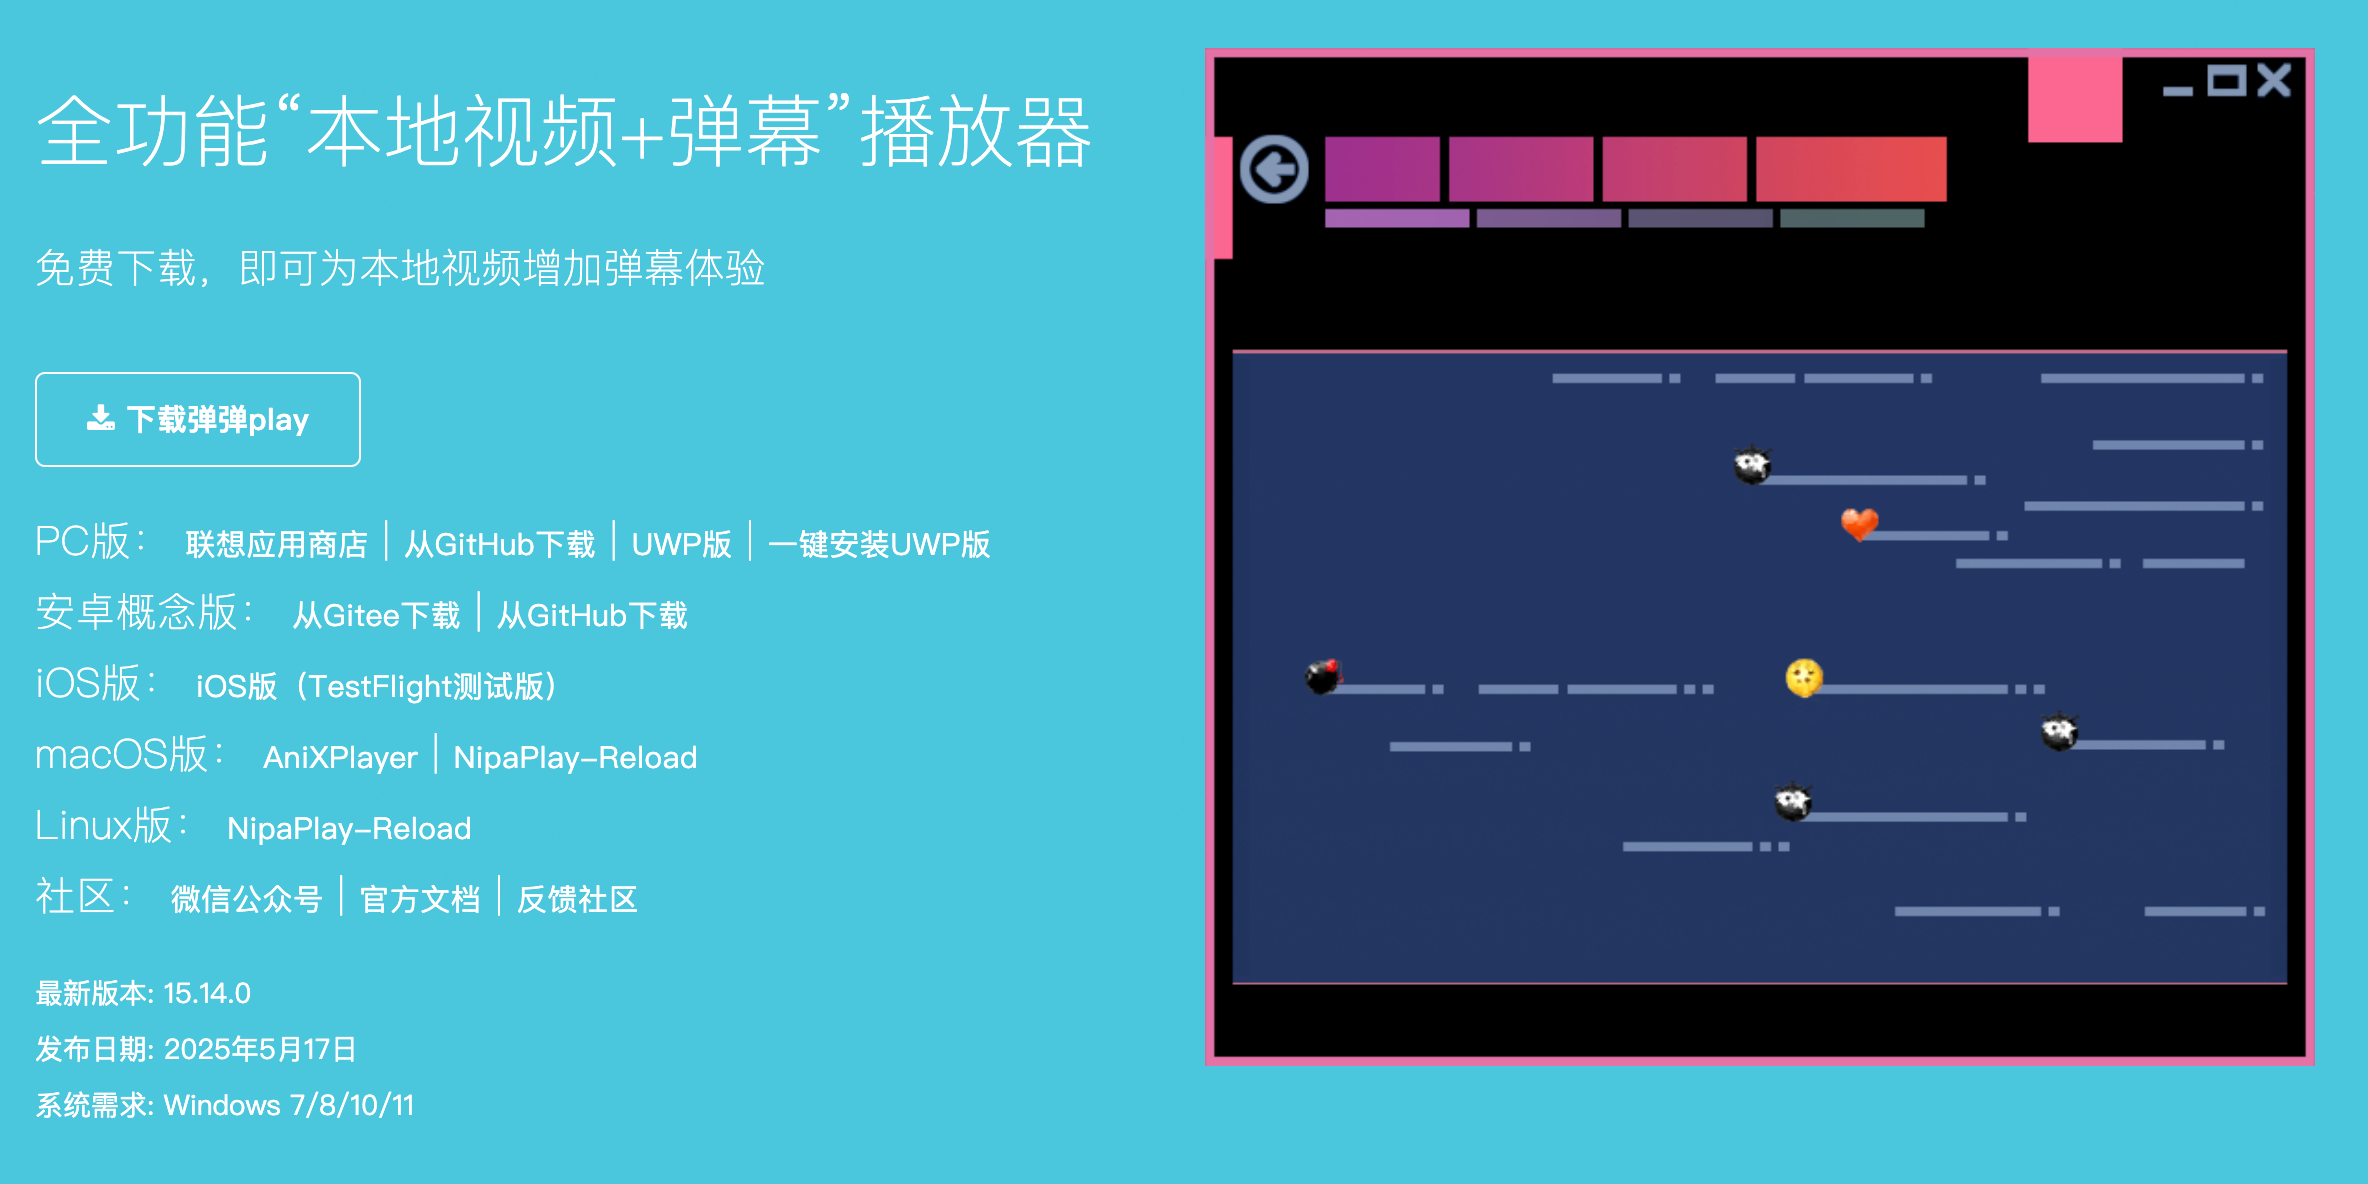 全功能“本地视频+弹幕”播放器
免费下载，即可为本地视频增加弹幕体验
下载弹弹play
PC版： 联想应用商店 | 从GitHub下载 | UWP版 | 一键安装UWP版
安卓概念版： 从Gitee下载 | 从GitHub下载
iOS版： iOS版（TestFlight测试版）
macOS版： AniXPlayer | NipaPlay-Reload
Linux版： NipaPlay-Reload
社区： 微信公众号 | 官方文档 | 反馈社区
最新版本: 15.14.0
发布日期: 2025年5月17日
系统需求: Windows 7/8/10/11